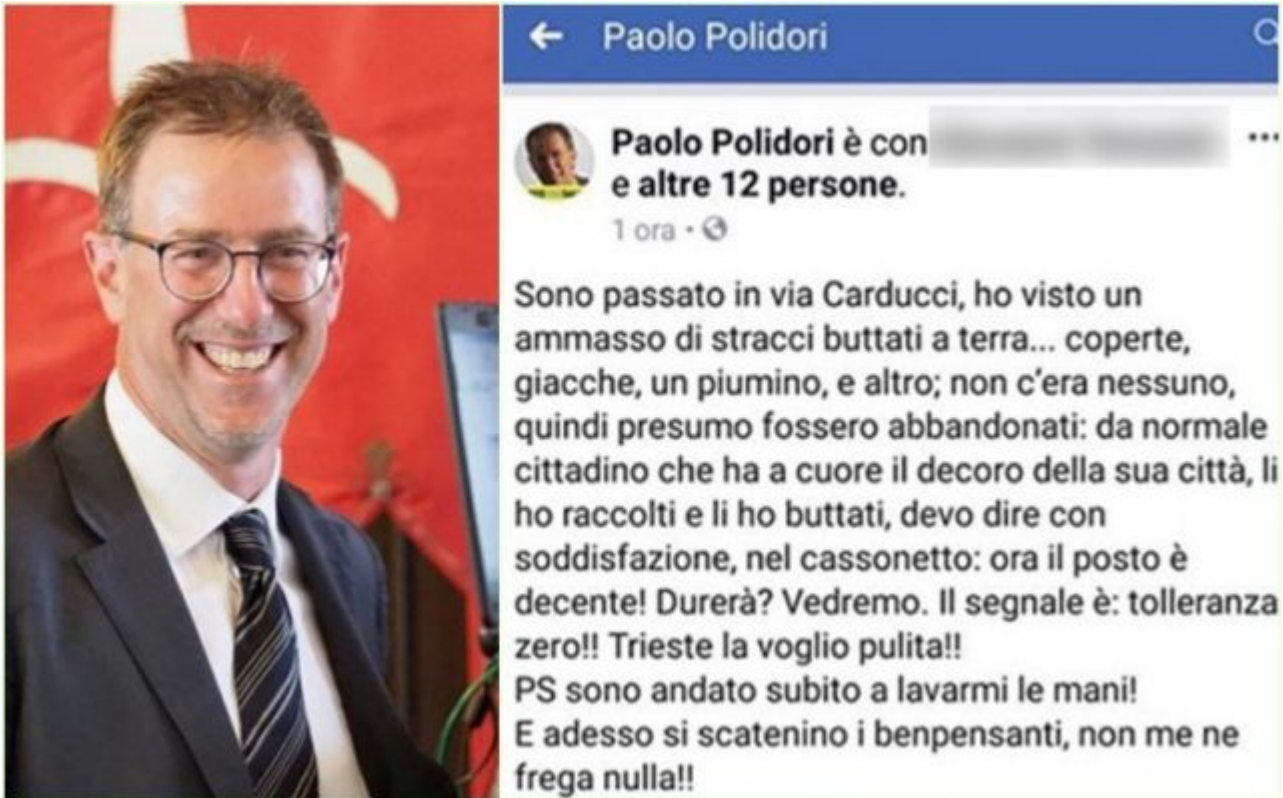 Paolo Polidori
Paolo Polidori è con
e altre 12 persone.
1 ora
Sono passato in via Carducci, ho visto un
ammasso di stracci buttati a terra... coperte,
giacche, un piumino, e altro; non c'era nessuno,
quindi presumo fossero abbandonati: da normale
cittadino che ha a cuore il decoro della sua città, li
ho raccolti e li ho buttati, devo dire con
soddisfazione, nel cassonetto: ora il posto è
decente! Durerà? Vedremo. Il segnale è: tolleranza
zero!! Trieste la voglio pulita!!
PS sono andato subito a lavarmi le mani!
E adesso si scatenino i benpensanti, non me ne
frega nulla!!